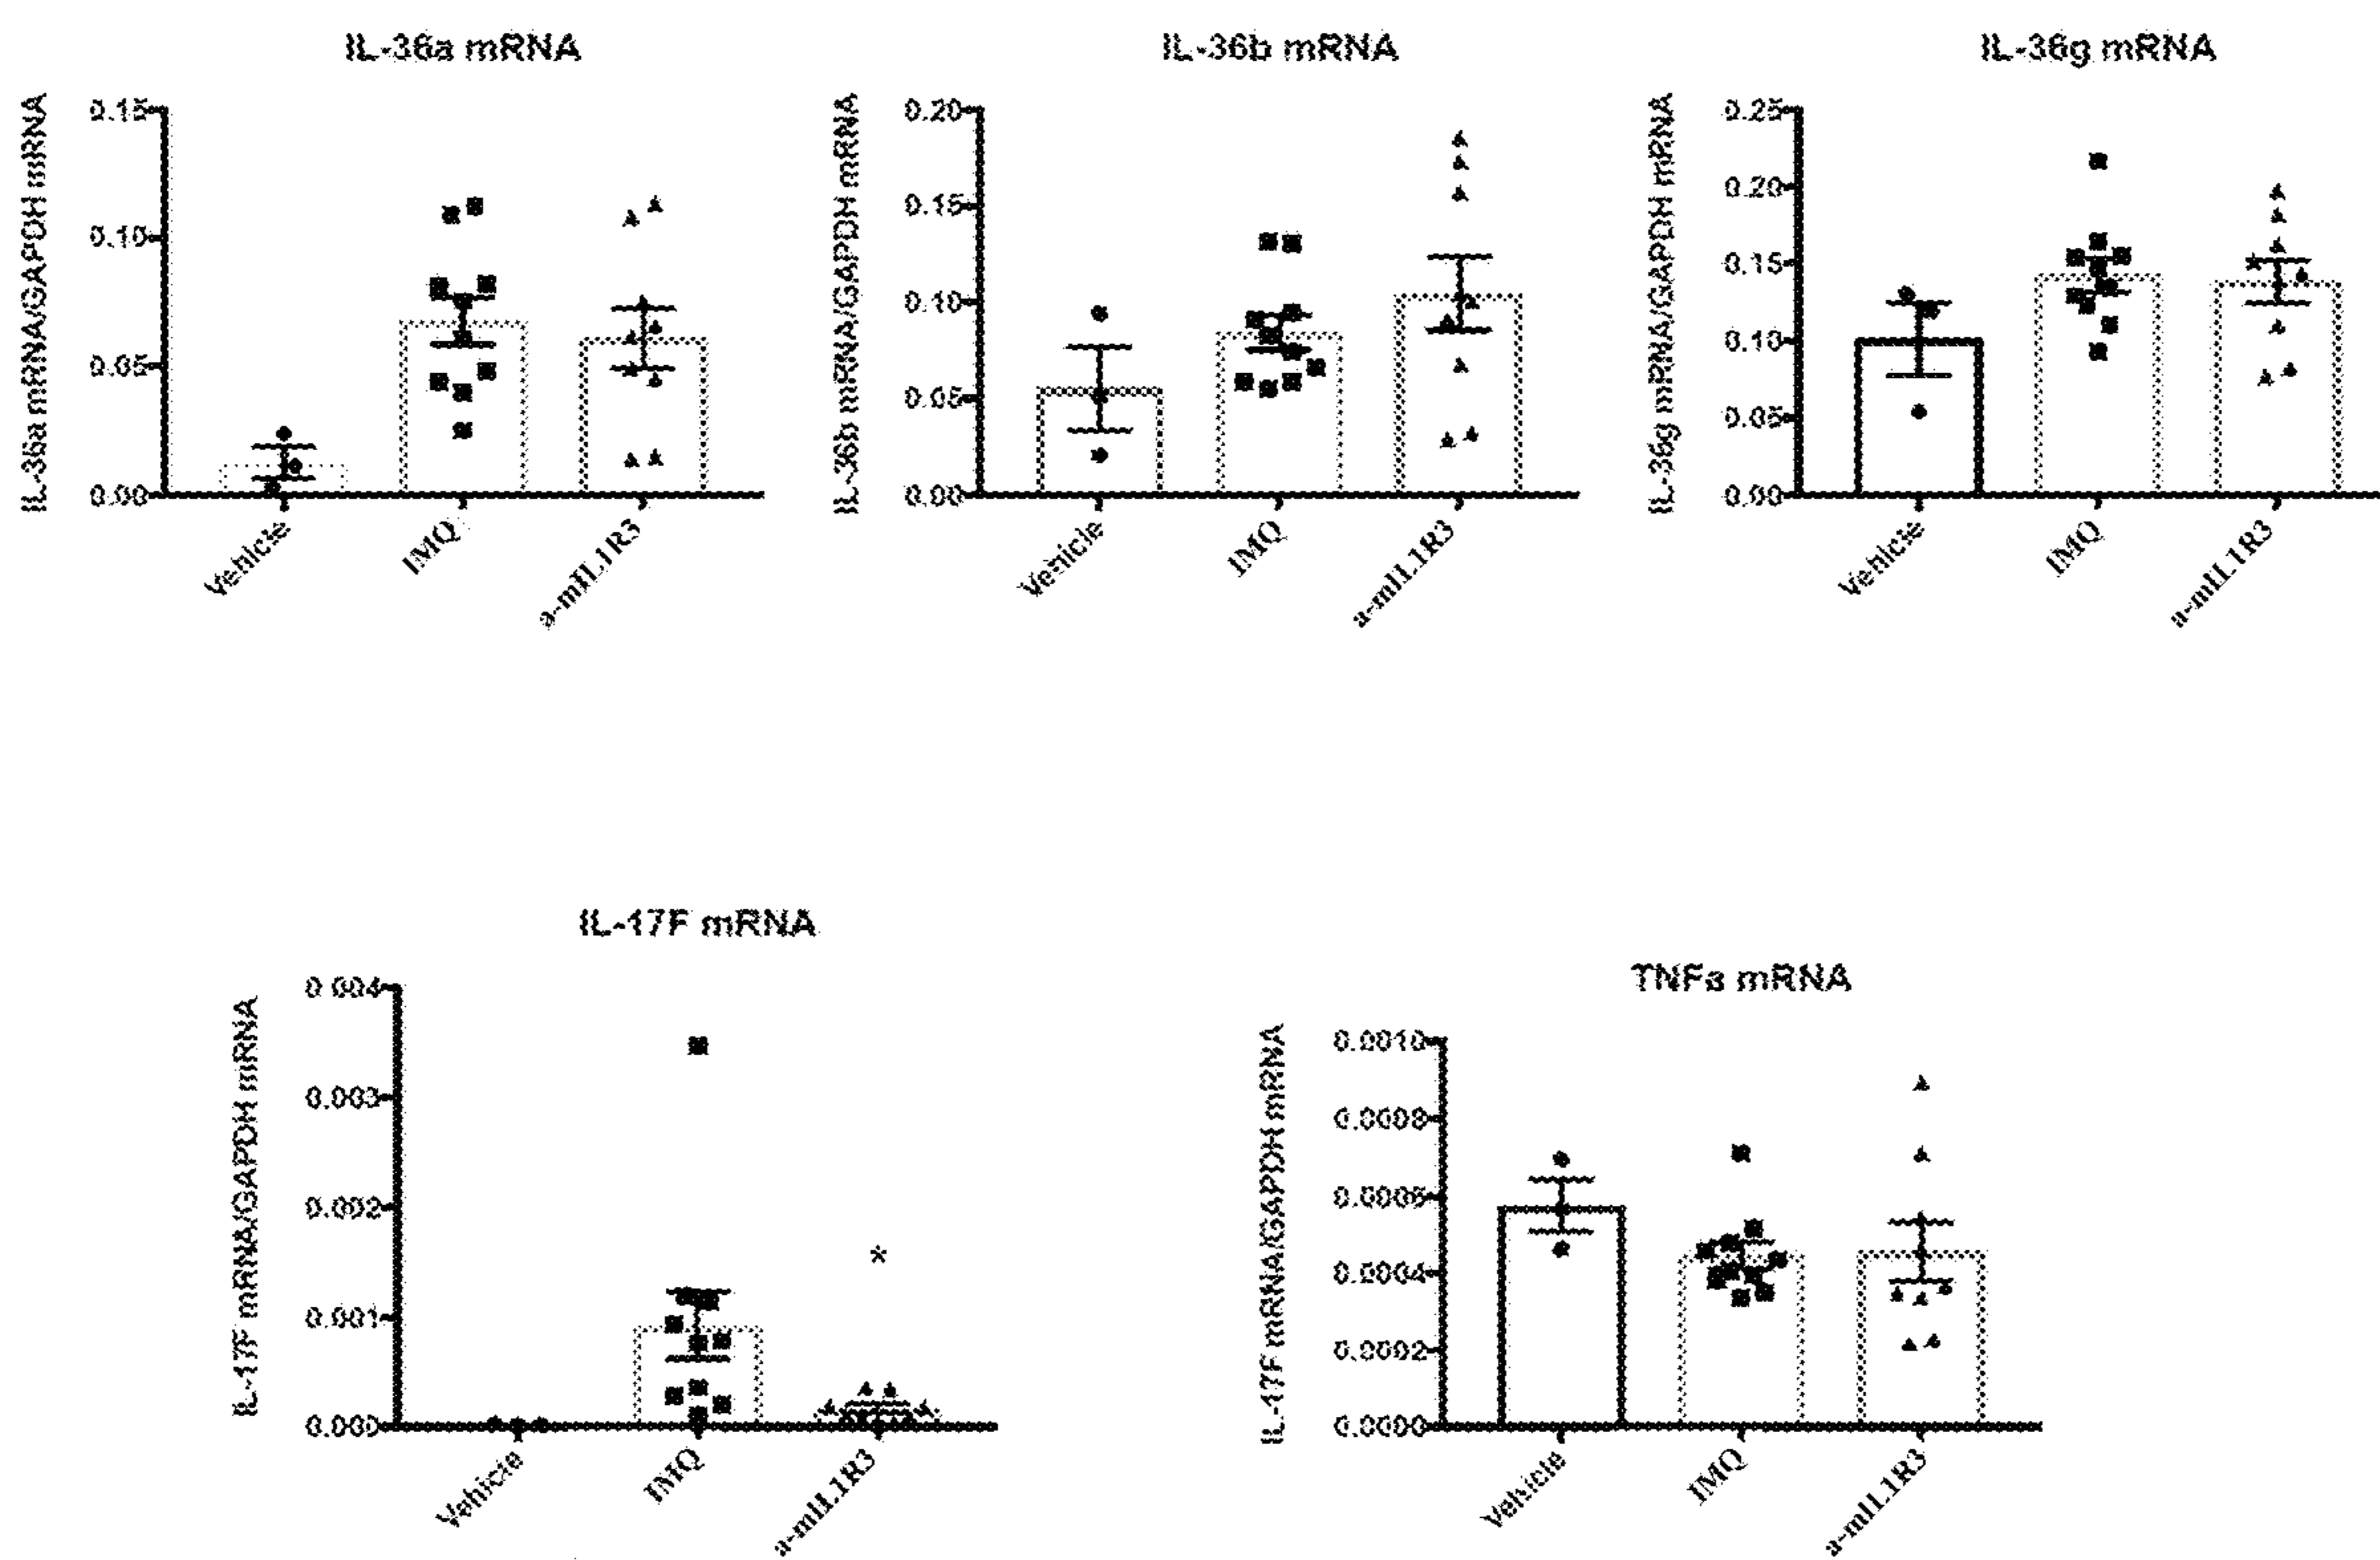 IL-36a mRNA
IL-36a mRNA/GAPDH mRNA
0.15
0.10
0.05
0.00
Vehicle
IMQ
a-mIL1R3
IL-36b mRNA
IL-36b mRNA/GAPDH mRNA
0.20
0.15
0.10
0.05
0.00
Vehicle
IMQ
a-mIL1R3
IL-36g mRNA
IL-36g mRNA/GAPDH mRNA
0.25
0.20
0.15
0.10
0.05
0.00
Vehicle
IMQ
a-mIL1R3
IL-17F mRNA
IL-17F mRNA/GAPDH mRNA
0.004
0.003
0.002
0.001
0.000
*
Vehicle
IMQ
a-mIL1R3
TNFa mRNA
IL-17F mRNA/GAPDH mRNA
0.0010
0.0008
0.0006
0.0004
0.0002
0.0000
Vehicle
IMQ
a-mIL1R3